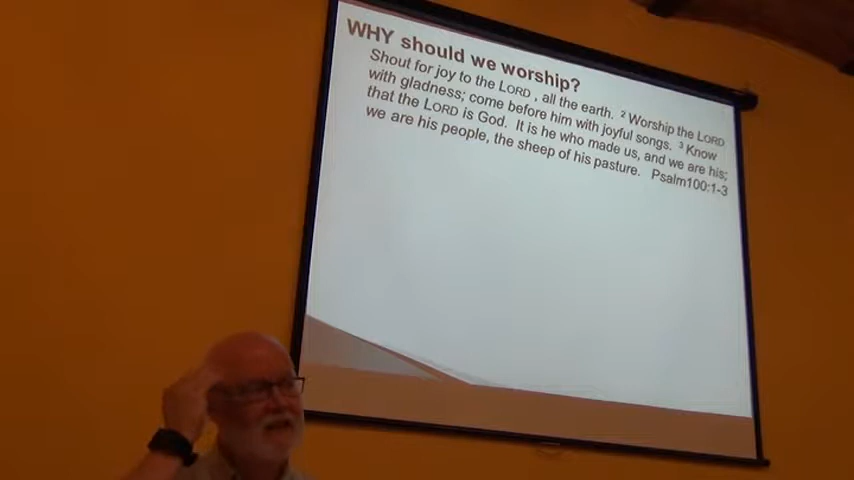 WHY should we worship?
Shout for joy to the LORD , all the earth. ² Worship the LORD
with gladness; come before him with joyful songs. ³ Know
that the LORD is God. It is he who made us, and we are his;
we are his people, the sheep of his pasture. Psalm100:1-3